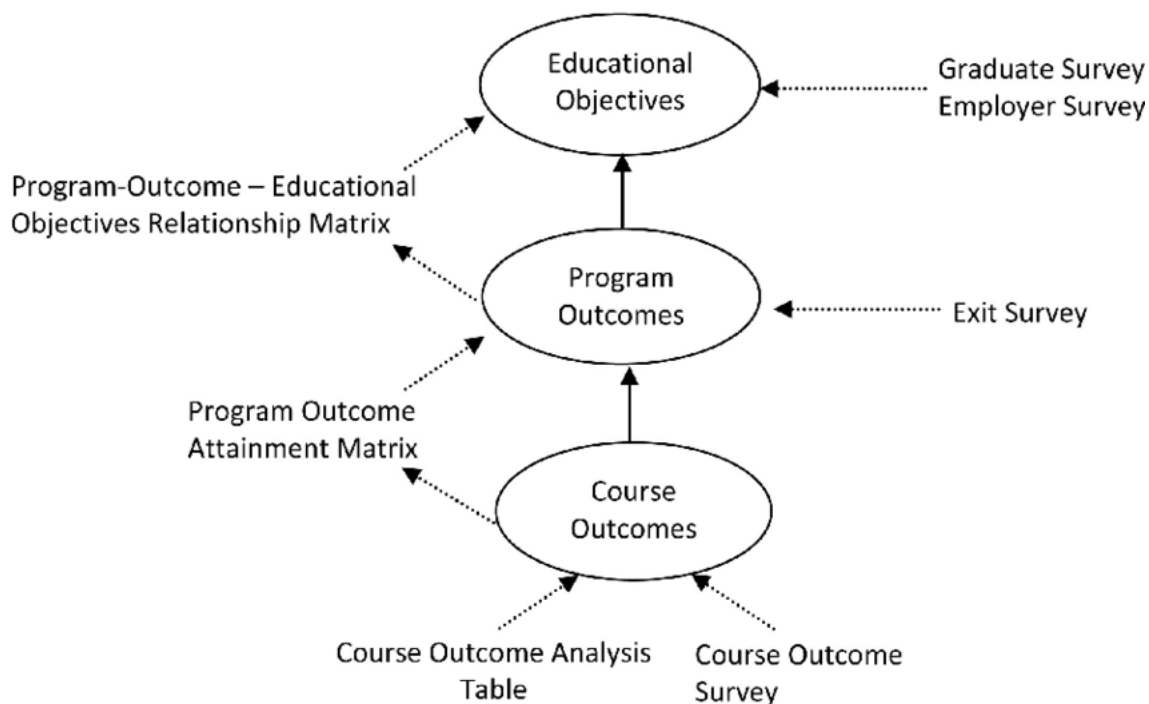 Educational
Objectives
Graduate Survey
Employer Survey
Program-Outcome – Educational
Objectives Relationship Matrix
Program
Outcomes
Exit Survey
Program Outcome
Attainment Matrix
Course
Outcomes
Course Outcome Analysis
Table
Course Outcome
Survey